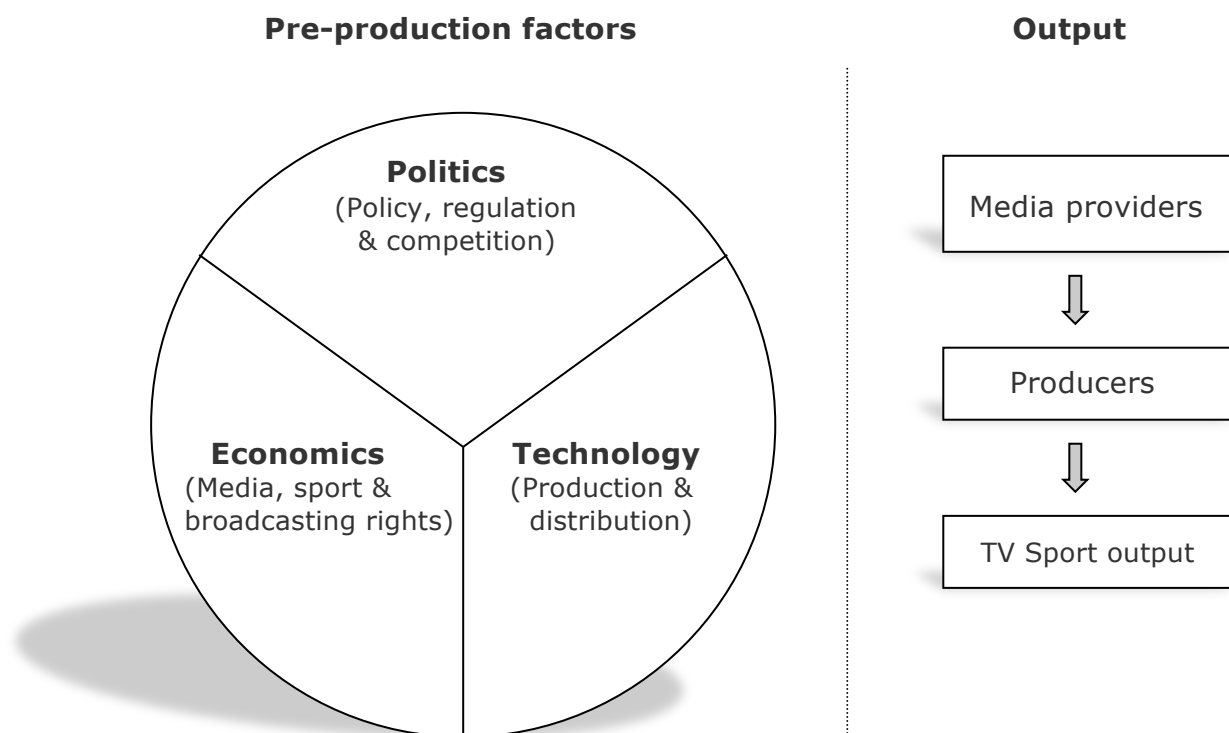 Pre-production factors
Output
Politics
(Policy, regulation
& competition)
Economics
(Media, sport &
broadcasting rights)
Technology
(Production &
distribution)
Media providers
Producers
TV Sport output